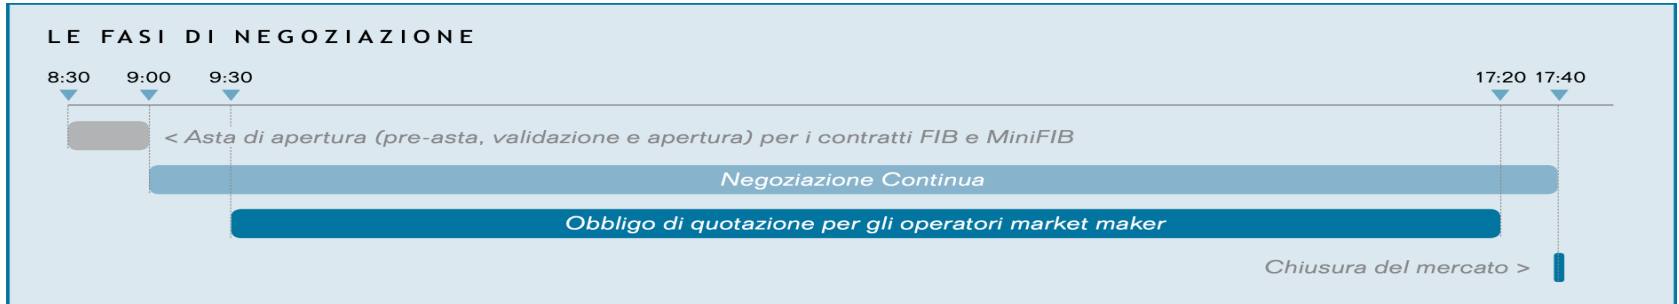 LE FASI DI NEGOZIAZIONE
8:30 9:00 9:30 17:20 17:40
< Asta di apertura (pre-asta, validazione e apertura) per i contratti FIB e MiniFIB
Negoziazione Continua
Obbligo di quotazione per gli operatori market maker
Chiusura del mercato >